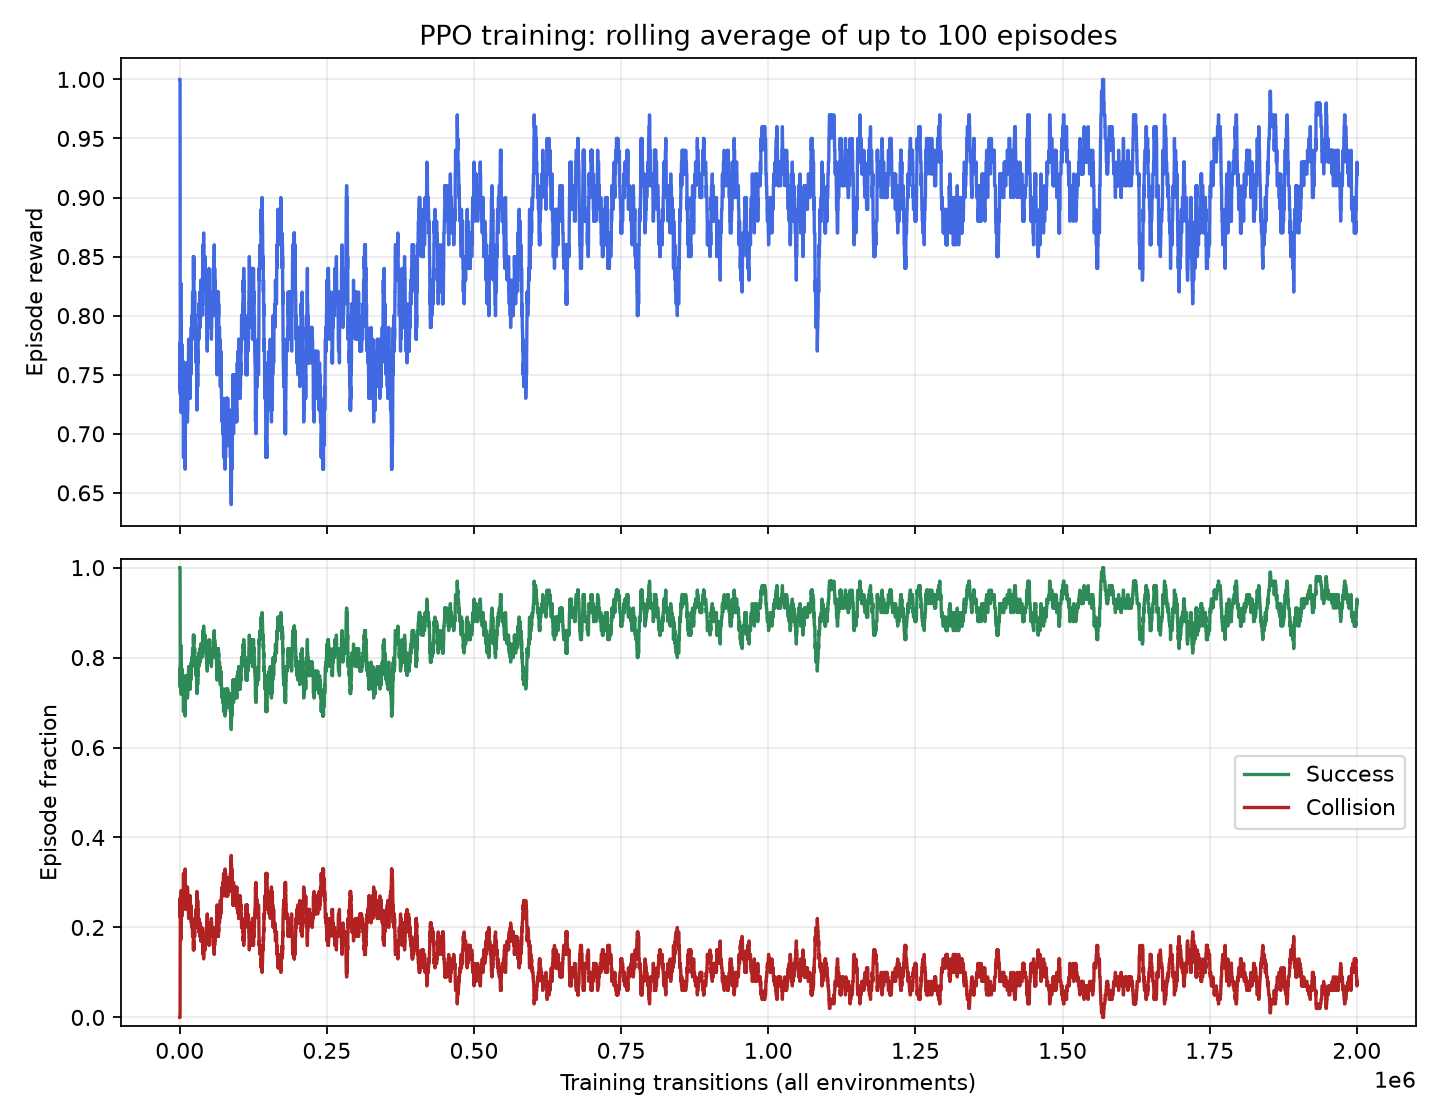 PPO training: rolling average of up to 100 episodes
1.00
0.95
0.90
0.85
0.80
0.75
0.70
0.65
Episode reward
1.0
0.8
0.6
0.4
0.2
0.0
Episode fraction
Success
Collision
0.00 0.25 0.50 0.75 1.00 1.25 1.50 1.75 2.00
Training transitions (all environments)
1e6